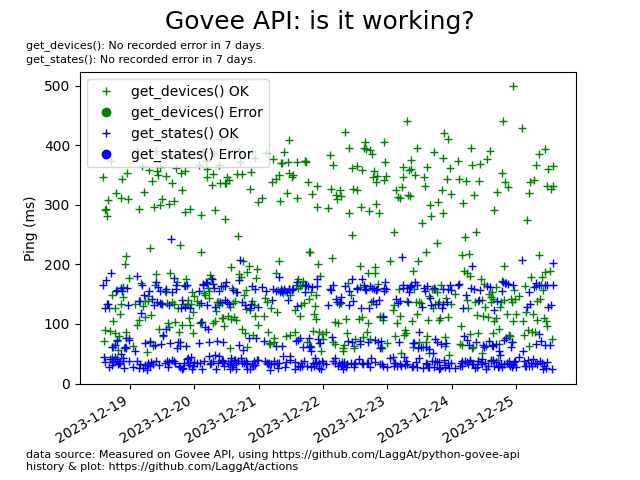 Govee API: is it working?
get_devices(): No recorded error in 7 days.
get_states(): No recorded error in 7 days.
get_devices() OK
get_devices() Error
get_states() OK
get_states() Error
Ping (ms)
500
400
300
200
100
0
2023-12-19
2023-12-20
2023-12-21
2023-12-22
2023-12-23
2023-12-24
2023-12-25
data source: Measured on Govee API, using https://github.com/LaggAt/python-govee-api
history & plot: https://github.com/LaggAt/actions